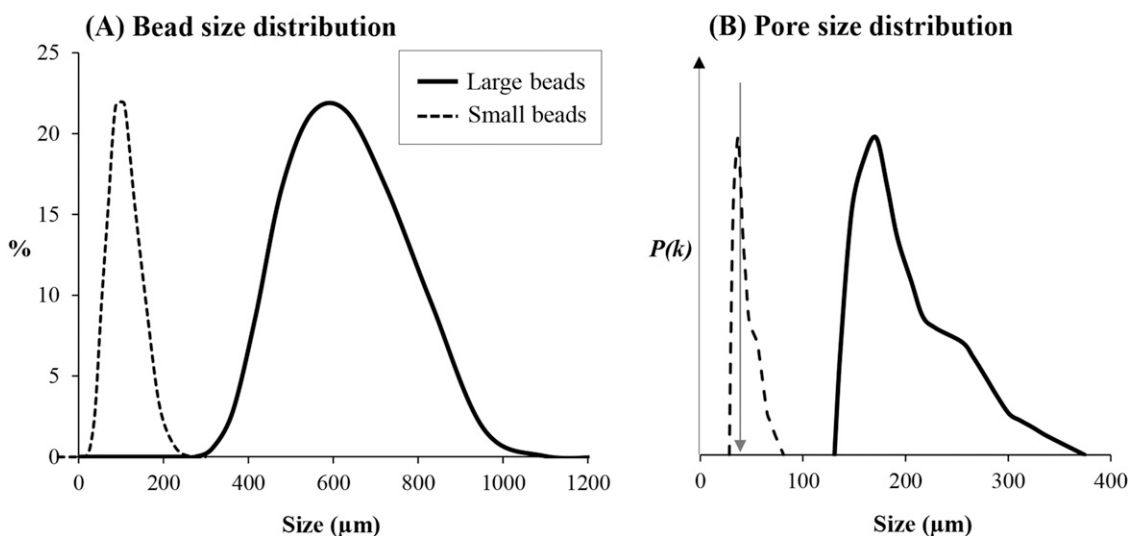 (A) Bead size distribution
25
20
15
10
5
0
%
Large beads
Small beads
0 200 400 600 800 1000 1200
Size (µm)
(B) Pore size distribution
P(k)
0 100 200 300 400
Size (µm)